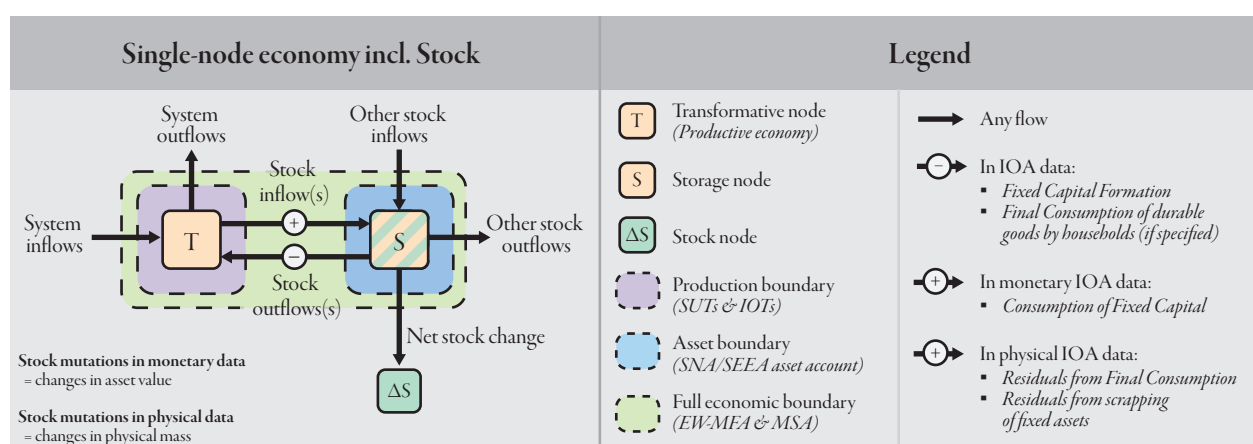 Single-node economy incl. Stock
System
outflows
Other stock
inflows
Stock
inflow(s)
System
inflows
T
+
S
−
Other stock
outflows
Stock
outflows(s)
Net stock change
ΔS
Stock mutations in monetary data
= changes in asset value
Stock mutations in physical data
= changes in physical mass
Legend
T
Transformative node
(Productive economy)
S
Storage node
ΔS
Stock node
Production boundary
(SUTs & IOTs)
Asset boundary
(SNA/SEEA asset account)
Full economic boundary
(EW-MFA & MSA)
Any flow
−
In IOA data:
▪ Fixed Capital Formation
▪ Final Consumption of durable
goods by households (if specified)
+
In monetary IOA data:
▪ Consumption of Fixed Capital
+
In physical IOA data:
▪ Residuals from Final Consumption
▪ Residuals from scrapping
of fixed assets